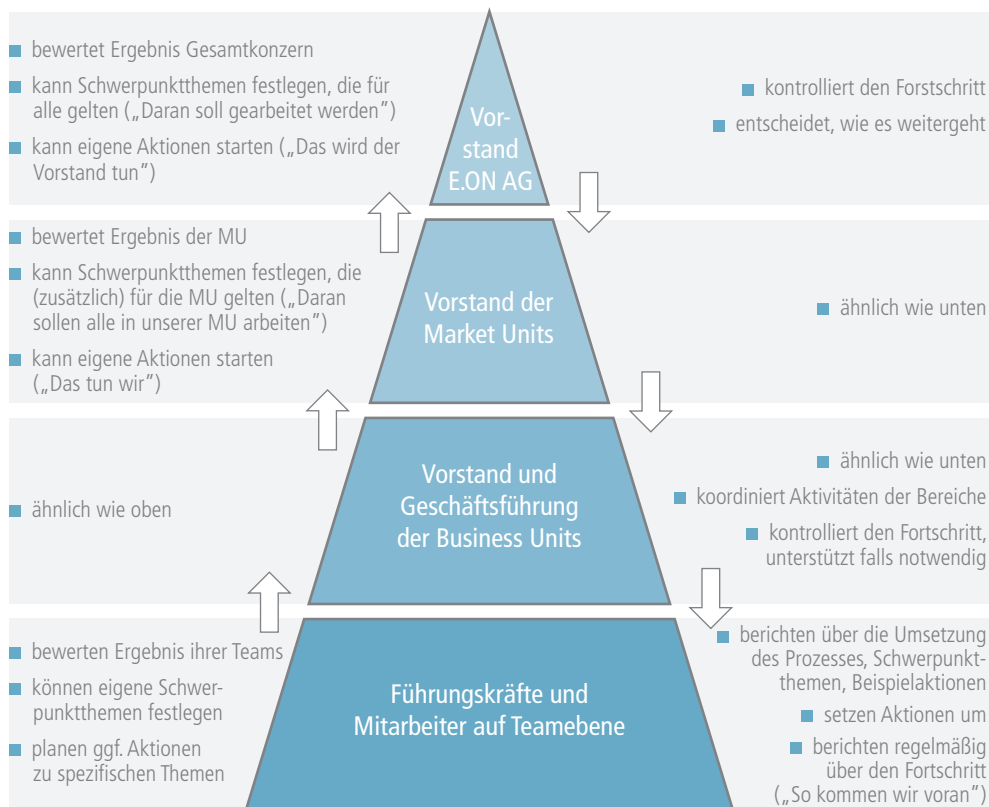 bewertet Ergebnis Gesamtkonzern
kann Schwerpunktthemen festlegen, die für
alle gelten („Daran soll gearbeitet werden”)
kann eigene Aktionen starten („Das wird der
Vorstand tun”)
Vor-
stand
E.ON AG
kontrolliert den Forstschritt
entscheidet, wie es weitergeht
bewertet Ergebnis der MU
kann Schwerpunktthemen festlegen, die
(zusätzlich) für die MU gelten („Daran
sollen alle in unserer MU arbeiten”)
kann eigene Aktionen starten
(„Das tun wir”)
Vorstand der
Market Units
ähnlich wie unten
ähnlich wie oben
Vorstand und
Geschäftsführung
der Business Units
ähnlich wie unten
koordiniert Aktivitäten der Bereiche
kontrolliert den Fortschritt,
unterstützt falls notwendig
bewerten Ergebnis ihrer Teams
können eigene Schwer-
punktthemen festlegen
planen ggf. Aktionen
zu spezifischen Themen
Führungskräfte und
Mitarbeiter auf Teamebene
berichten über die Umsetzung
des Prozesses, Schwerpunkt-
themen, Beispielaktionen
setzen Aktionen um
berichten regelmäßig
über den Fortschritt
(„So kommen wir voran”)